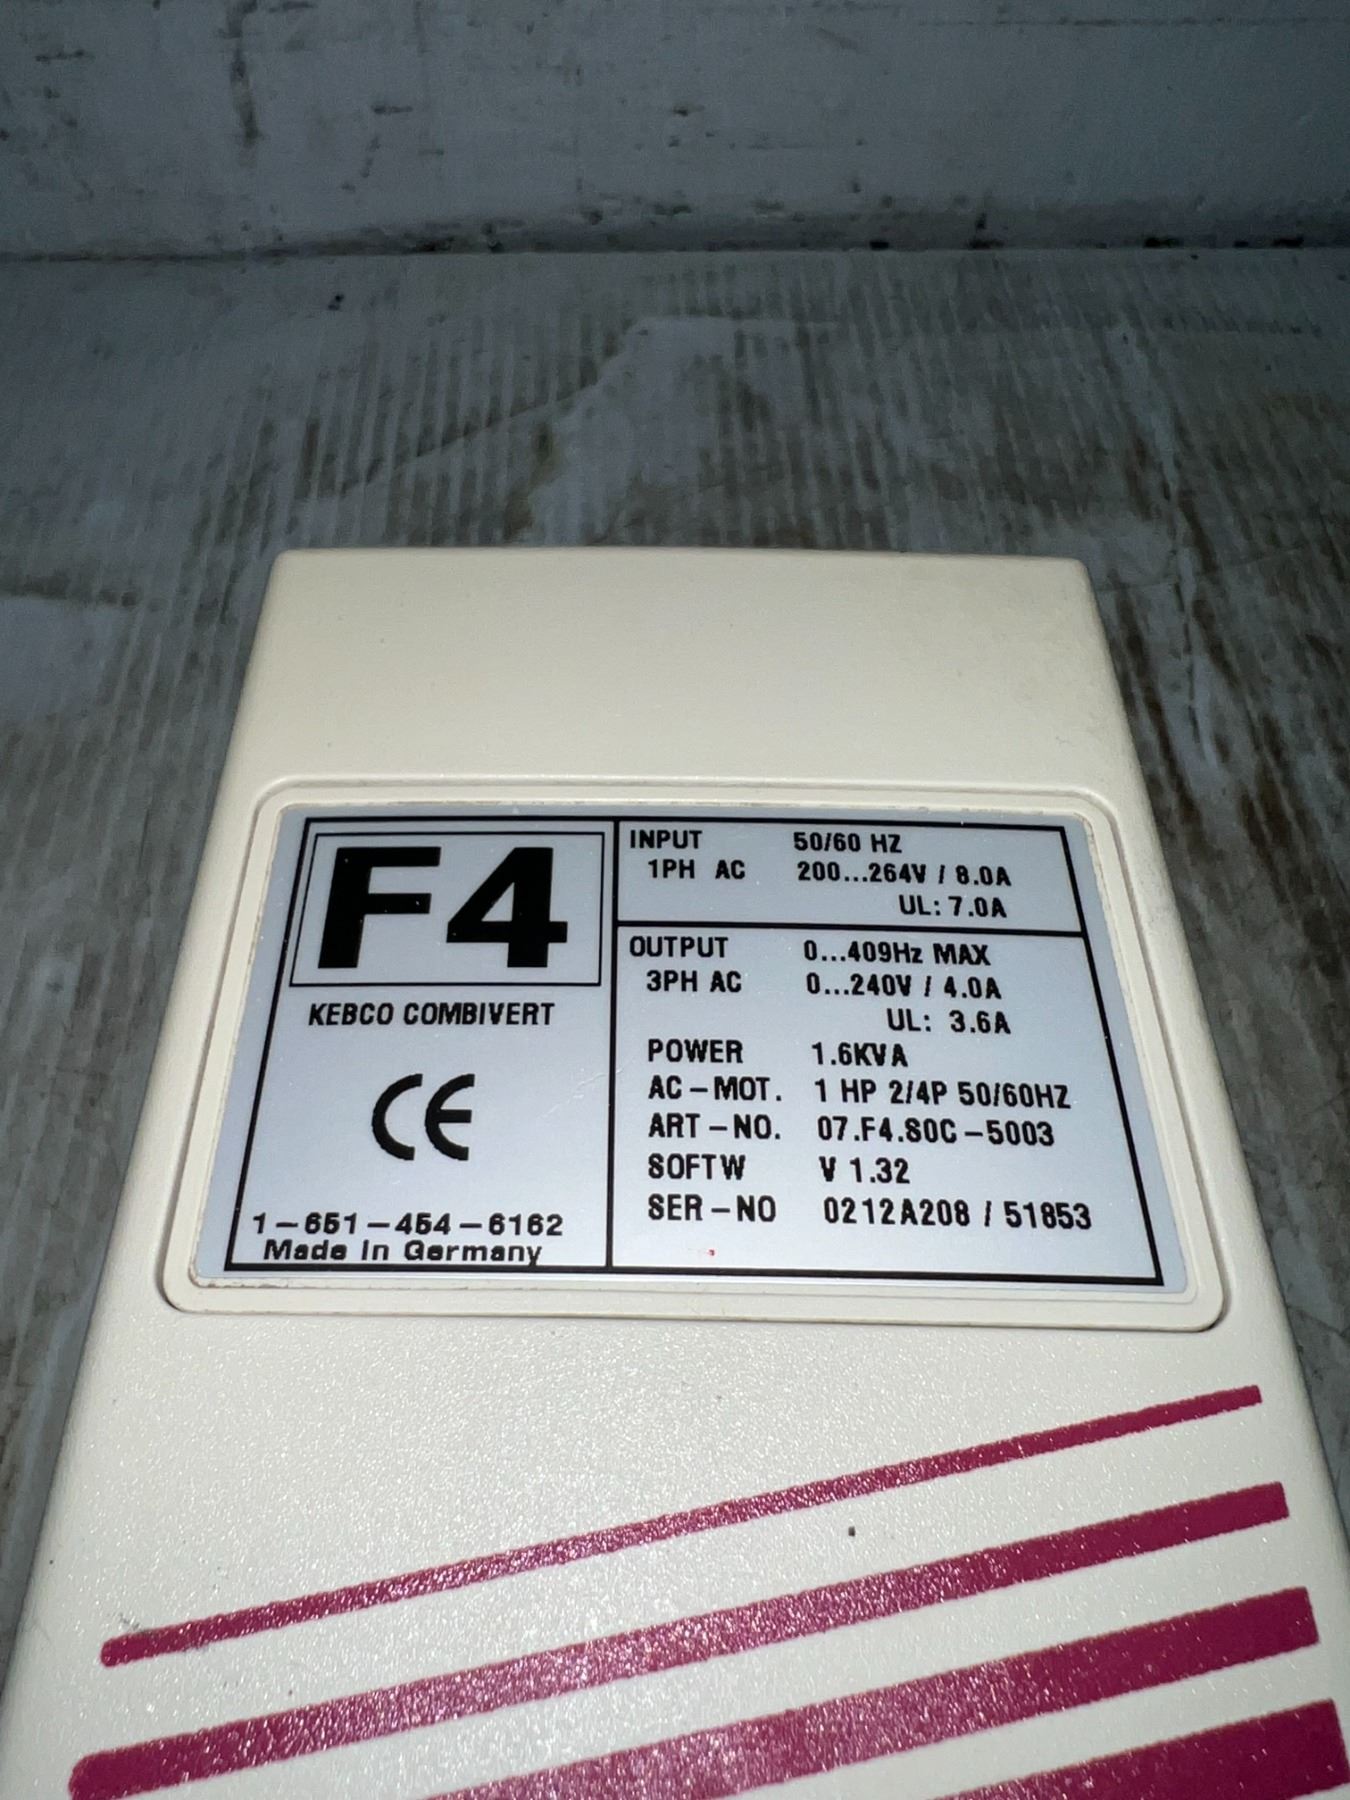 F4
KEBCO COMBIVERT
CE
1-651-454-6162
Made In Germany
INPUT 50/60 HZ
1PH AC 200...264V / 8.0A
UL: 7.0A
OUTPUT 0...409Hz MAX
3PH AC 0...240V / 4.0A
UL: 3.6A
POWER 1.6KVA
AC-MOT. 1 HP 2/4P 50/60HZ
ART-NO. 07.F4.S0C-5003
SOFTW V 1.32
SER-NO 0212A208 / 51853